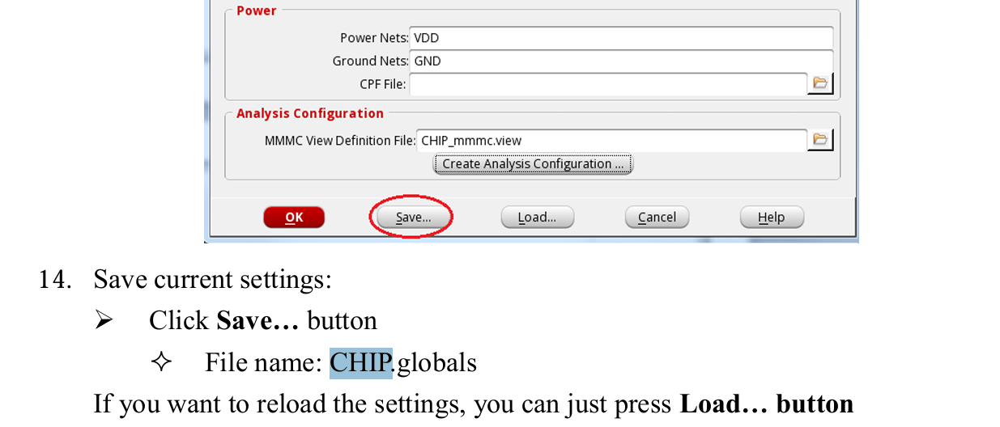 Power
Power Nets: VDD
Ground Nets: GND
CPF File:
Analysis Configuration
MMMC View Definition File: CHIP_mmmc.view
Create Analysis Configuration ...
OK Save... Load... Cancel Help
14. Save current settings:
➢ Click Save… button
✧ File name: CHIP.globals
If you want to reload the settings, you can just press Load… button